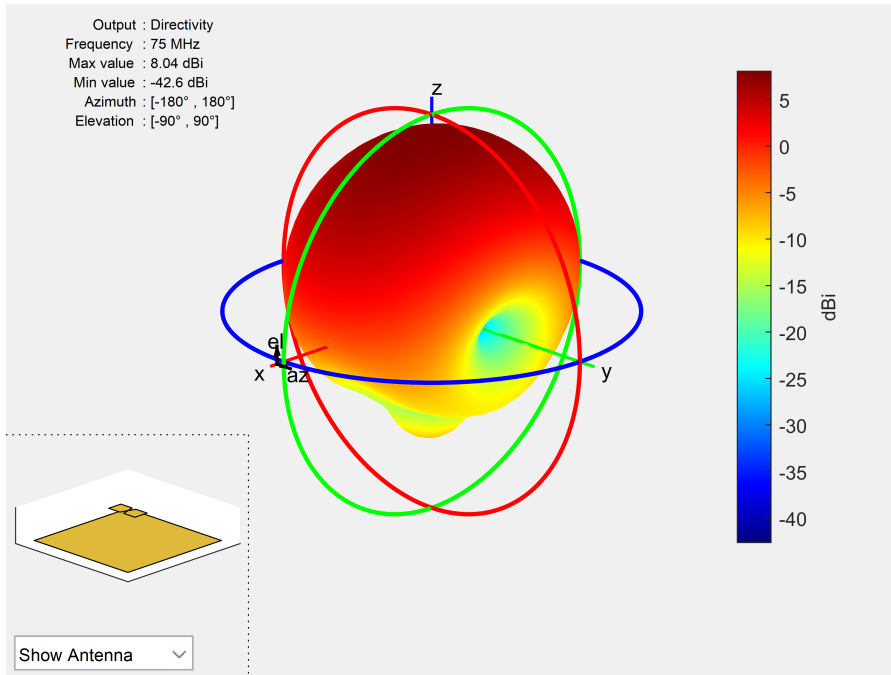 Output : Directivity
Frequency : 75 MHz
Max value : 8.04 dBi
Min value : -42.6 dBi
Azimuth : [-180° , 180°]
Elevation : [-90° , 90°]
z
el
x
az
y
5
0
-5
-10
-15
-20
-25
-30
-35
-40
dBi
Show Antenna